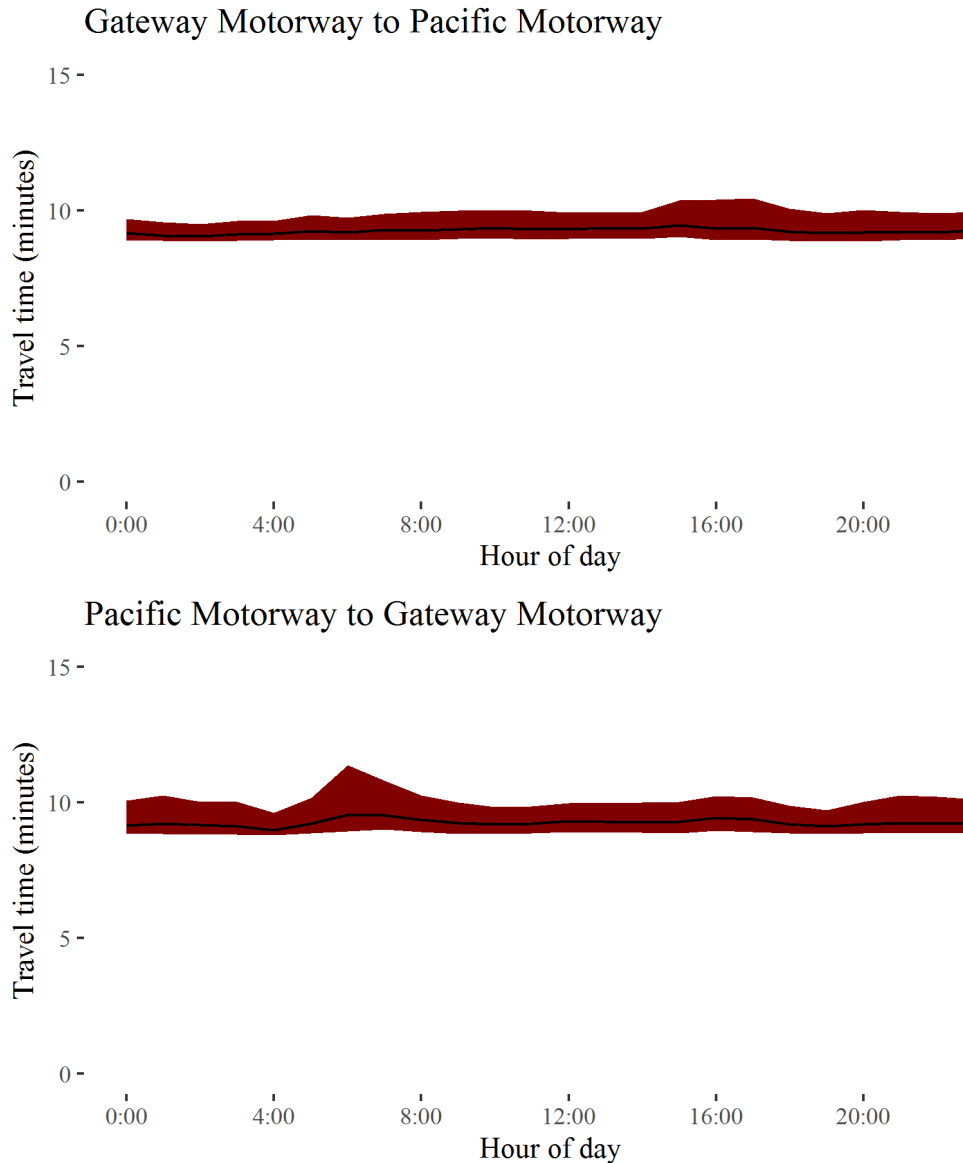 Gateway Motorway to Pacific Motorway
15
10
5
0
Travel time (minutes)
0:00 4:00 8:00 12:00 16:00 20:00
Hour of day
Pacific Motorway to Gateway Motorway
15
10
5
0
Travel time (minutes)
0:00 4:00 8:00 12:00 16:00 20:00
Hour of day